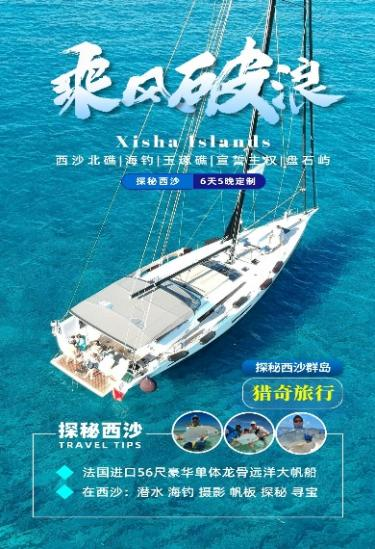 乘风破浪
Xisha Islands
西沙北礁|海钓|玉琢礁|宣誓主权|盘石屿
探秘西沙 6天5晚定制
探秘西沙群岛
猎奇旅行
探秘西沙
TRAVEL TIPS
法国进口56尺豪华单体龙骨远洋大帆船
在西沙：潜水 海钓 摄影 帆板 探秘 寻宝